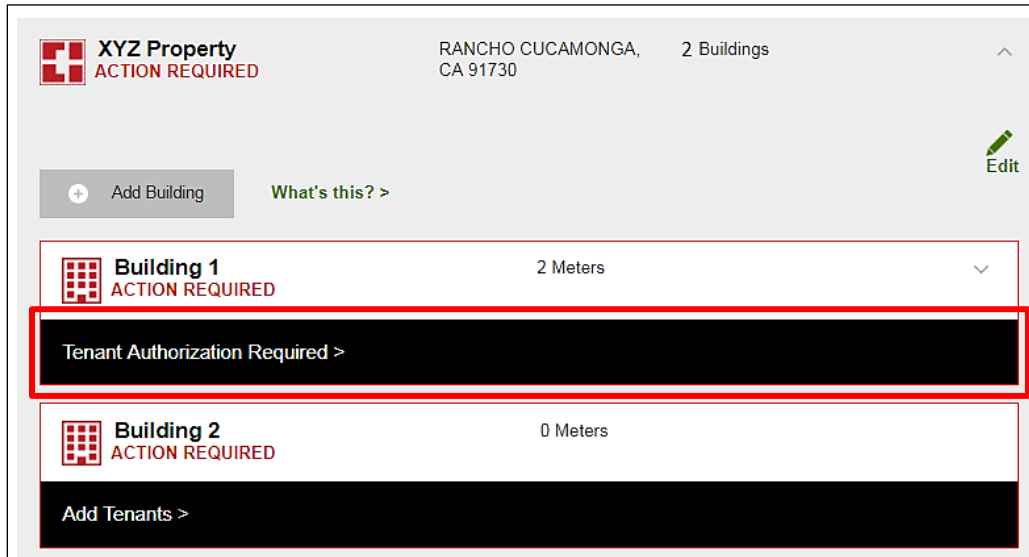 XYZ Property
ACTION REQUIRED
RANCHO CUCAMONGA,
CA 91730
2 Buildings
Edit
Add Building
What's this? >
Building 1
ACTION REQUIRED
2 Meters
Tenant Authorization Required >
Building 2
ACTION REQUIRED
0 Meters
Add Tenants >